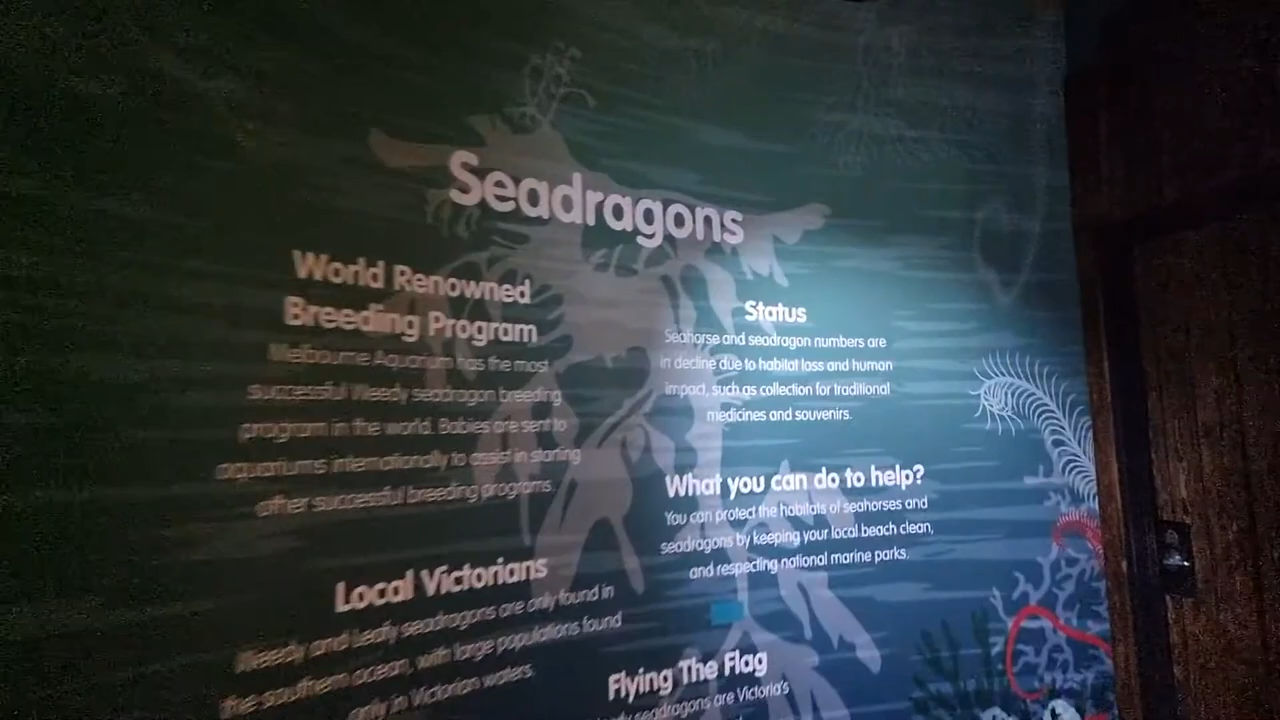 Seadragons
World Renowned
Breeding Program
Melbourne Aquarium has the most
successful Weedy seadragon breeding
program in the world. Babies are sent to
aquariums internationally to assist in starting
other successful breeding programs.
Local Victorians
Weedy and Leafy seadragons are only found in
the southern ocean, with large populations found
only in Victorian waters.
Status
Seahorse and seadragon numbers are
in decline due to habitat loss and human
impact, such as collection for traditional
medicines and souvenirs.
What you can do to help?
You can protect the habitats of seahorses and
seadragons by keeping your local beach clean,
and respecting national marine parks.
Flying The Flag
seadragons are Victoria's